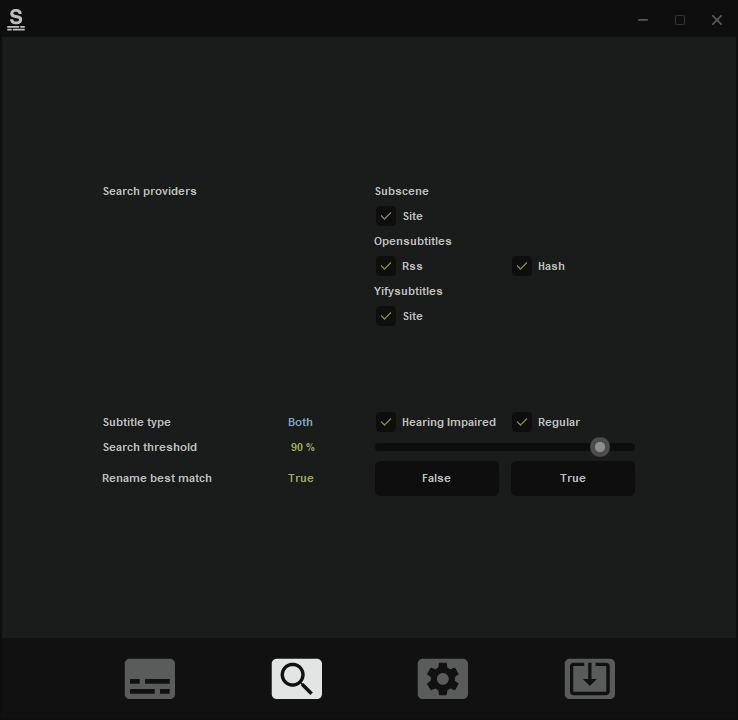 S
Search providers Subscene
Site
Opensubtitles
Rss Hash
Yifysubtitles
Site
Subtitle type Both Hearing Impaired Regular
Search threshold 90 %
Rename best match True False True